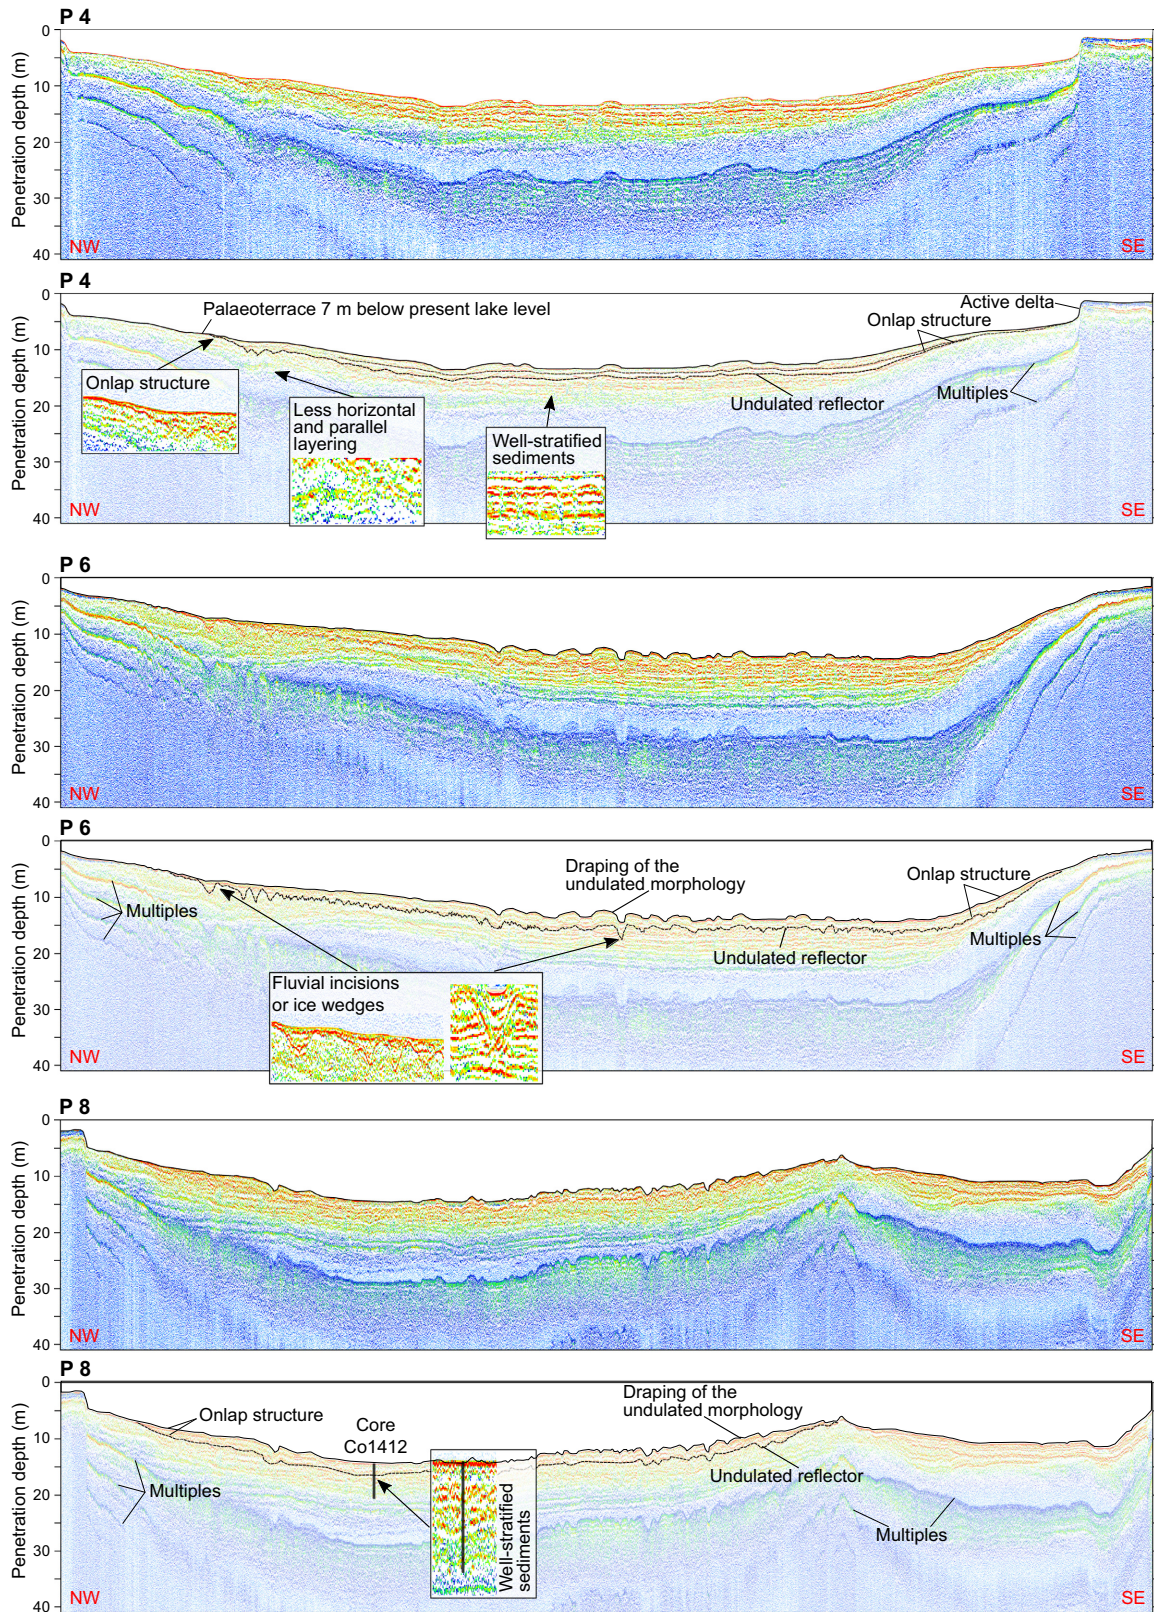 P 4
Penetration depth (m)
0
10
20
30
40
NW
SE
P 4
Penetration depth (m)
0
10
20
30
40
Palaeoterrace 7 m below present lake level
Active delta
Onlap structure
Onlap structure
Less horizontal
and parallel
layering
Well-stratified
sediments
Undulated reflector
Multiples
NW
SE
P 6
Penetration depth (m)
0
10
20
30
40
NW
SE
P 6
Penetration depth (m)
0
10
20
30
40
Draping of the
undulated morphology
Onlap structure
Multiples
Undulated reflector
Multiples
Fluvial incisions
or ice wedges
NW
SE
P 8
Penetration depth (m)
0
10
20
30
40
NW
SE
P 8
Penetration depth (m)
0
10
20
30
40
Onlap structure
Core
Co1412
Draping of the
undulated morphology
Undulated reflector
Multiples
Well-stratified
sediments
Multiples
NW
SE